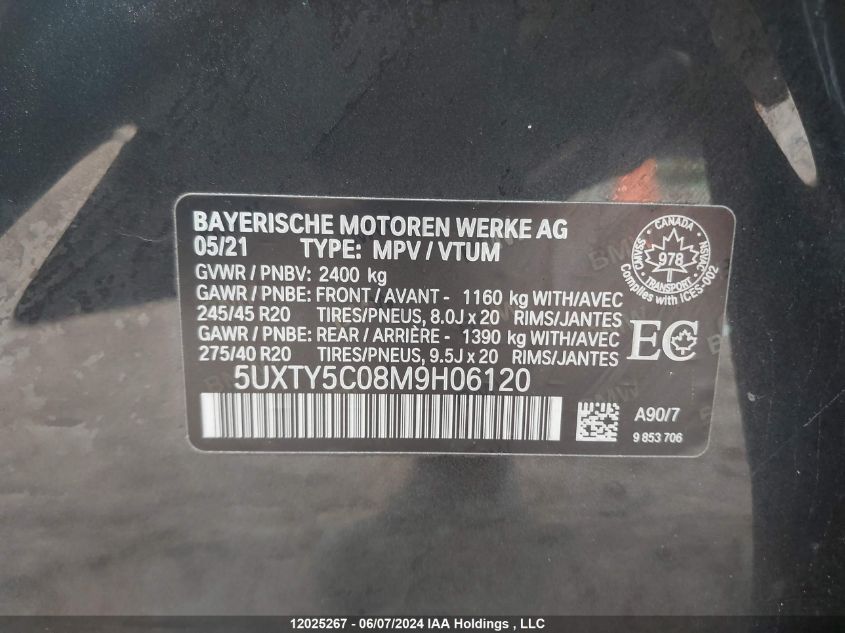 BAYERISCHE MOTOREN WERKE AG
05/21 TYPE: MPV / VTUM
GVWR / PNBV: 2400 kg
GAWR / PNBE: FRONT / AVANT - 1160 kg WITH/AVEC
245/45 R20 TIRES/PNEUS, 8.0J x 20 RIMS/JANTES
GAWR / PNBE: REAR / ARRIÈRE - 1390 kg WITH/AVEC
275/40 R20 TIRES/PNEUS, 9.5J x 20 RIMS/JANTES
5UXTY5C08M9H06120
CANADA
CMVSS
978
NSVAC
TRANSPORT
Complies with ICES-002
EC
A90/7
9 853 706
12025267 - 06/07/2024 IAA Holdings , LLC